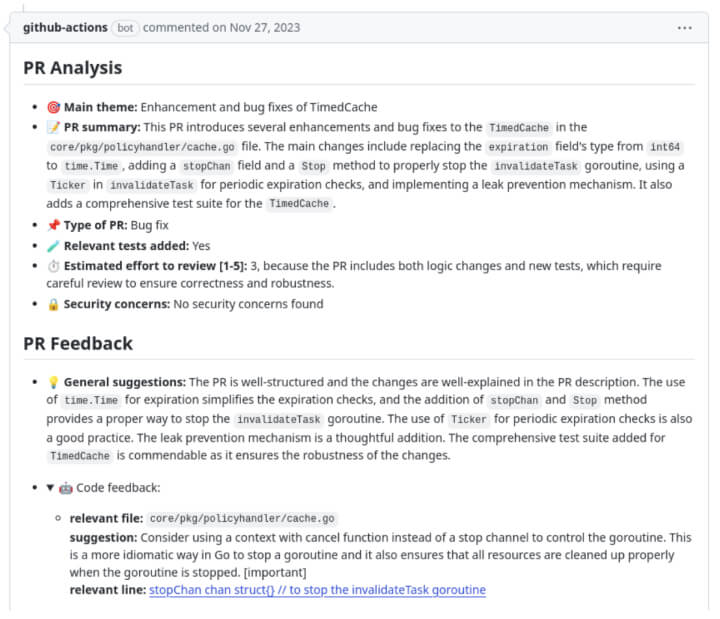 github-actions bot commented on Nov 27, 2023
PR Analysis
🎯 Main theme: Enhancement and bug fixes of TimedCache
📝 PR summary: This PR introduces several enhancements and bug fixes to the TimedCache in the
core/pkg/policyhandler/cache.go file. The main changes include replacing the expiration field's type from int64
to time.Time, adding a stopChan field and a Stop method to properly stop the invalidateTask goroutine, using a
Ticker in invalidateTask for periodic expiration checks, and implementing a leak prevention mechanism. It also
adds a comprehensive test suite for the TimedCache.
📌 Type of PR: Bug fix
🧪 Relevant tests added: Yes
⏱️ Estimated effort to review [1-5]: 3, because the PR includes both logic changes and new tests, which require
careful review to ensure correctness and robustness.
🔒 Security concerns: No security concerns found
PR Feedback
💡 General suggestions: The PR is well-structured and the changes are well-explained in the PR description. The use
of time.Time for expiration simplifies the expiration checks, and the addition of stopChan and Stop method
provides a proper way to stop the invalidateTask goroutine. The use of Ticker for periodic expiration checks is also
a good practice. The leak prevention mechanism is a thoughtful addition. The comprehensive test suite added for
TimedCache is commendable as it ensures the robustness of the changes.
▼ 🤖 Code feedback:
relevant file: core/pkg/policyhandler/cache.go
suggestion: Consider using a context with cancel function instead of a stop channel to control the goroutine. This
is a more idiomatic way in Go to stop a goroutine and it also ensures that all resources are cleaned up properly
when the goroutine is stopped. [important]
relevant line: stopChan chan struct{} // to stop the invalidateTask goroutine